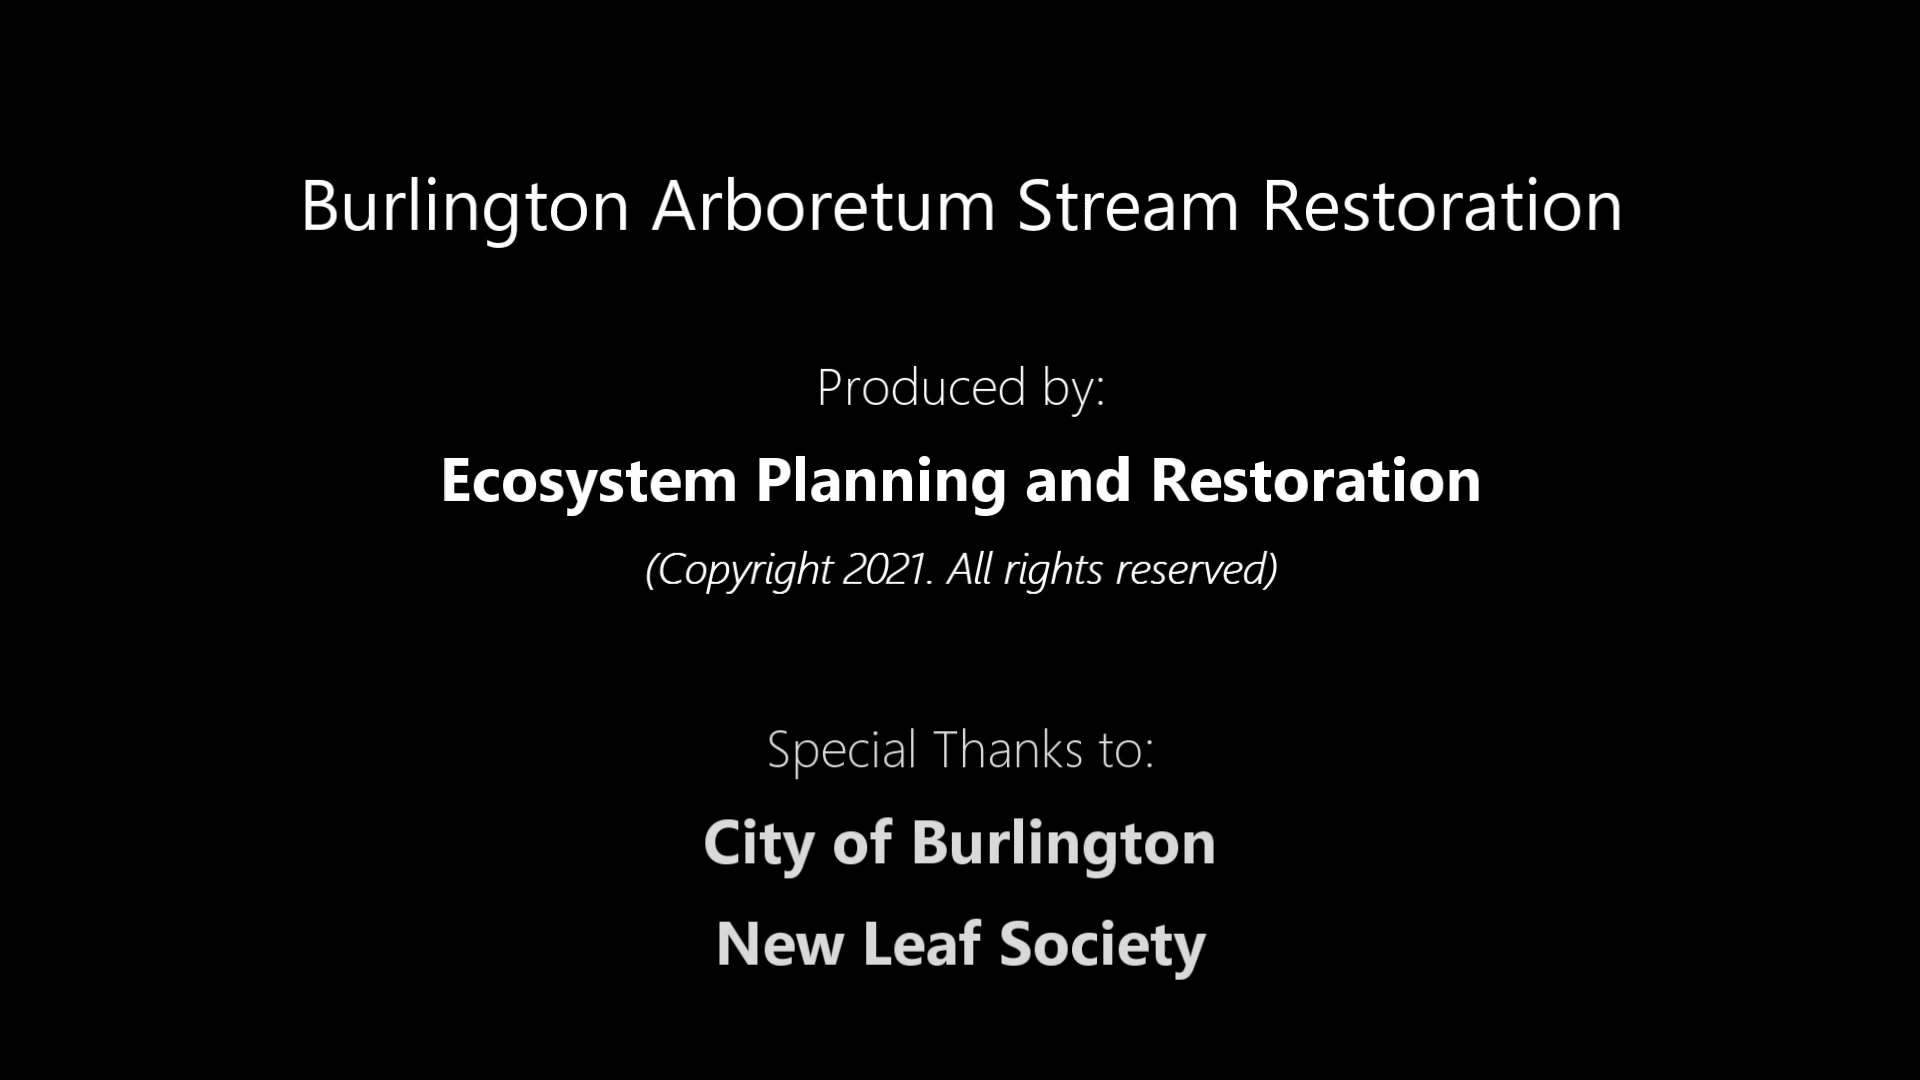 Burlington Arboretum Stream Restoration
Produced by:
Ecosystem Planning and Restoration
(Copyright 2021. All rights reserved)
Special Thanks to:
City of Burlington
New Leaf Society